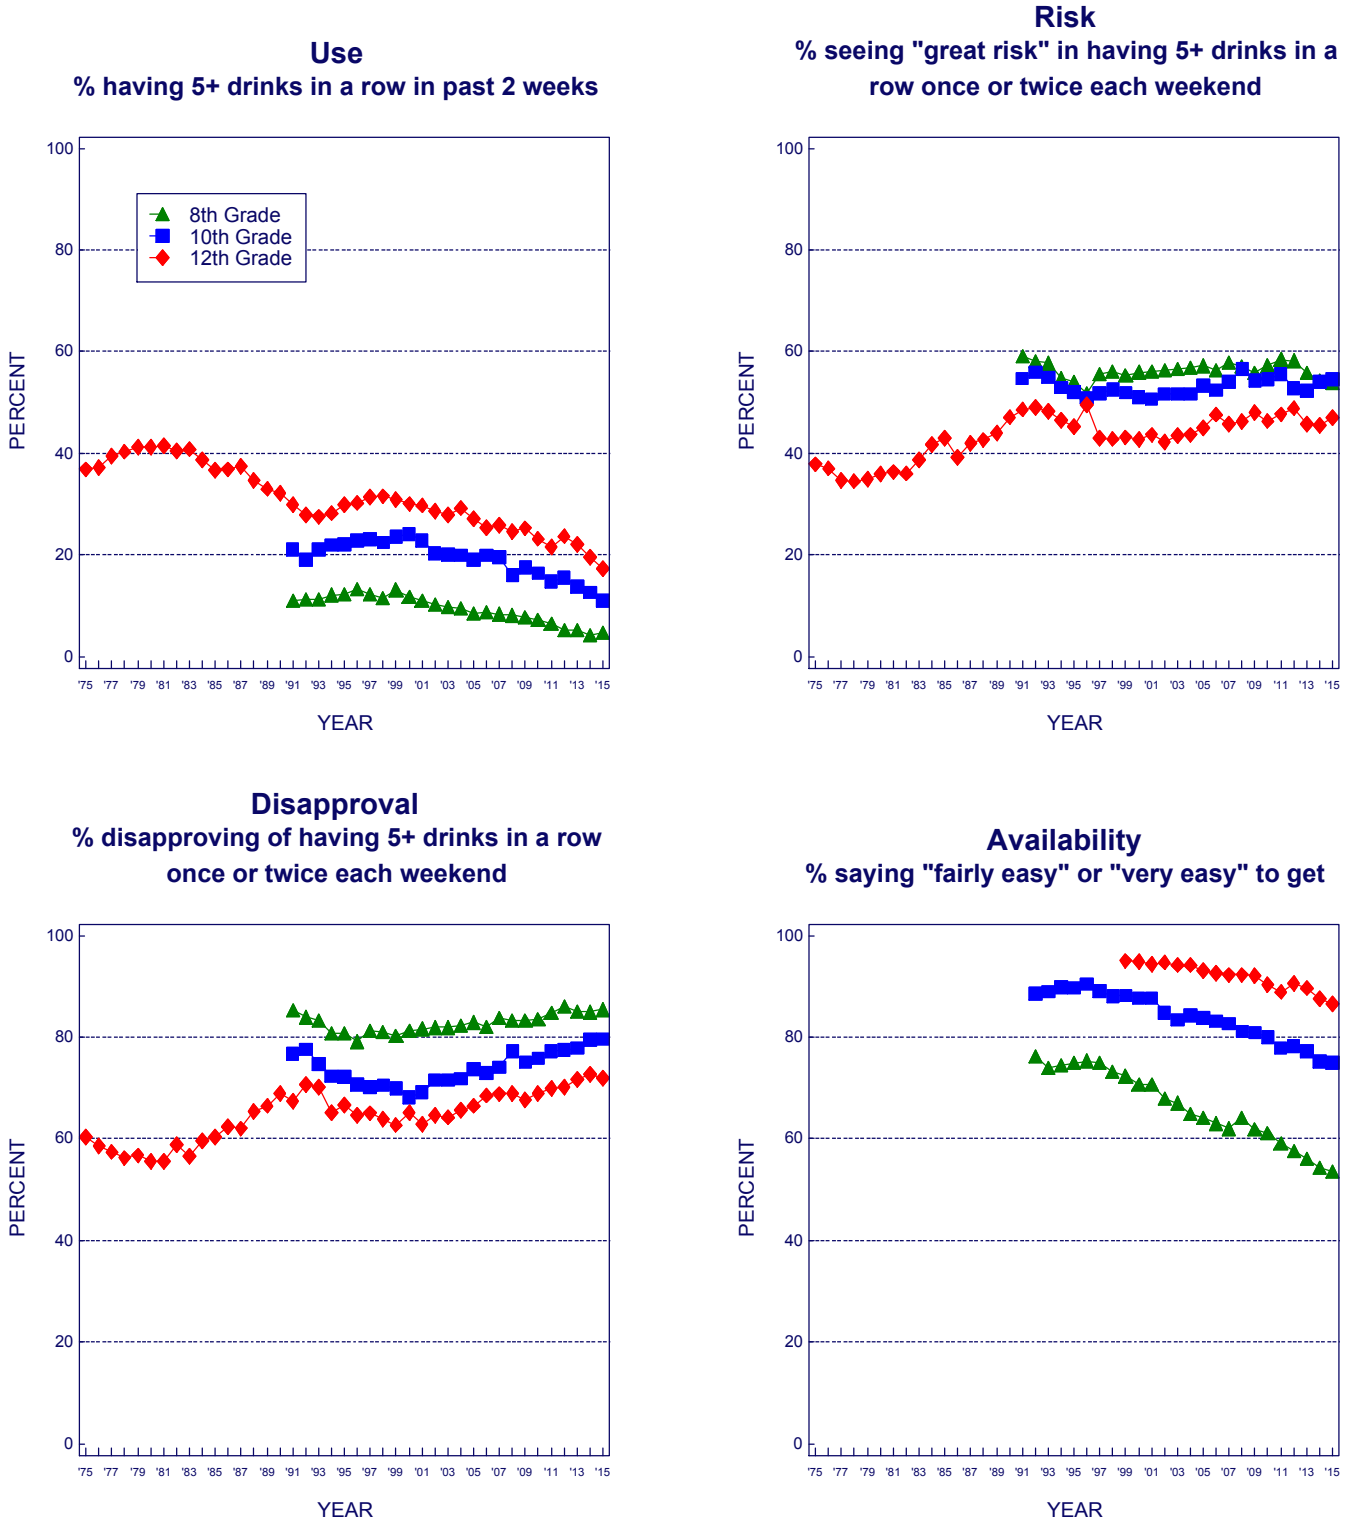 Use
% having 5+ drinks in a row in past 2 weeks
100
80
60
40
20
0
PERCENT
8th Grade
10th Grade
12th Grade
'75 '77 '79 '81 '83 '85 '87 '89 '91 '93 '95 '97 '99 '01 '03 '05 '07 '09 '11 '13 '15
YEAR
Risk
% seeing "great risk" in having 5+ drinks in a
row once or twice each weekend
100
80
60
40
20
0
PERCENT
'75 '77 '79 '81 '83 '85 '87 '89 '91 '93 '95 '97 '99 '01 '03 '05 '07 '09 '11 '13 '15
YEAR
Disapproval
% disapproving of having 5+ drinks in a row
once or twice each weekend
100
80
60
40
20
0
PERCENT
'75 '77 '79 '81 '83 '85 '87 '89 '91 '93 '95 '97 '99 '01 '03 '05 '07 '09 '11 '13 '15
YEAR
Availability
% saying "fairly easy" or "very easy" to get
100
80
60
40
20
0
PERCENT
'75 '77 '79 '81 '83 '85 '87 '89 '91 '93 '95 '97 '99 '01 '03 '05 '07 '09 '11 '13 '15
YEAR